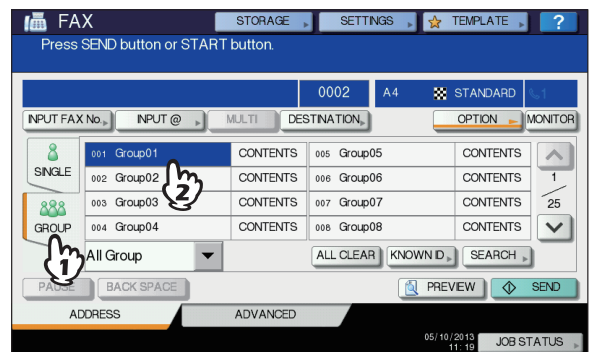 FAX STORAGE SETTINGS TEMPLATE ?
Press SEND button or START button.
0002 A4 STANDARD 1
INPUT FAX No. INPUT @ MULTI DESTINATION OPTION MONITOR
SINGLE
GROUP
001 Group01 CONTENTS 005 Group05 CONTENTS
002 Group02 CONTENTS 006 Group06 CONTENTS
003 Group03 CONTENTS 007 Group07 CONTENTS
004 Group04 CONTENTS 008 Group08 CONTENTS
1
25
2
1
All Group ALL CLEAR KNOWN ID SEARCH
PAUSE BACK SPACE PREVIEW SEND
ADDRESS ADVANCED
05/10/2013
11:19
JOB STATUS